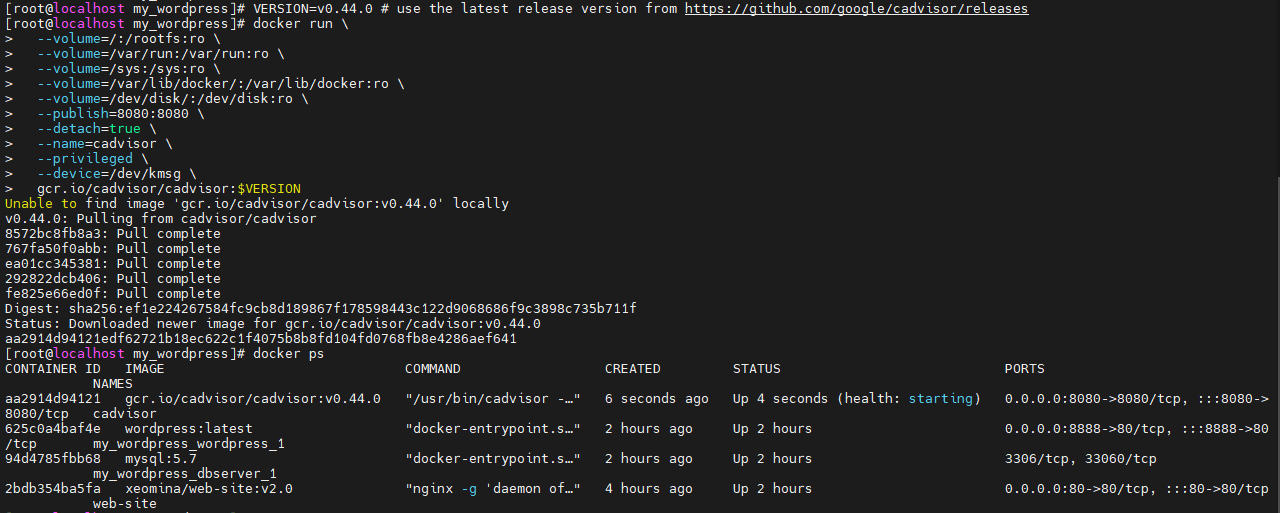 [root@localhost my_wordpress]# VERSION=v0.44.0 # use the latest release version from https://github.com/google/cadvisor/releases
[root@localhost my_wordpress]# docker run \
>   --volume=/:/rootfs:ro \
>   --volume=/var/run:/var/run:ro \
>   --volume=/sys:/sys:ro \
>   --volume=/var/lib/docker/:/var/lib/docker:ro \
>   --volume=/dev/disk/:/dev/disk:ro \
>   --publish=8080:8080 \
>   --detach=true \
>   --name=cadvisor \
>   --privileged \
>   --device=/dev/kmsg \
>   gcr.io/cadvisor/cadvisor:$VERSION
Unable to find image 'gcr.io/cadvisor/cadvisor:v0.44.0' locally
v0.44.0: Pulling from cadvisor/cadvisor
8572bc8fb8a3: Pull complete
767fa50f0abb: Pull complete
ea01cc345381: Pull complete
292822dcb406: Pull complete
fe825e66ed0f: Pull complete
Digest: sha256:ef1e224267584fc9cb8d189867f178598443c122d9068686f9c3898c735b711f
Status: Downloaded newer image for gcr.io/cadvisor/cadvisor:v0.44.0
aa2914d94121edf62721b18ec622c1f4075b8b8fd104fd0768fb8e4286aef641
[root@localhost my_wordpress]# docker ps
CONTAINER ID   IMAGE                              COMMAND                  CREATED         STATUS                            PORTS
           NAMES
aa2914d94121   gcr.io/cadvisor/cadvisor:v0.44.0   "/usr/bin/cadvisor -…"   6 seconds ago   Up 4 seconds (health: starting)   0.0.0.0:8080->8080/tcp, :::8080->
8080/tcp   cadvisor
625c0a4baf4e   wordpress:latest                   "docker-entrypoint.s…"   2 hours ago     Up 2 hours                        0.0.0.0:8888->80/tcp, :::8888->80
/tcp       my_wordpress_wordpress_1
94d4785fbb68   mysql:5.7                          "docker-entrypoint.s…"   2 hours ago     Up 2 hours                        3306/tcp, 33060/tcp
           my_wordpress_dbserver_1
2bdb354ba5fa   xeomina/web-site:v2.0              "nginx -g 'daemon of…"   4 hours ago     Up 2 hours                        0.0.0.0:80->80/tcp, :::80->80/tcp
           web-site